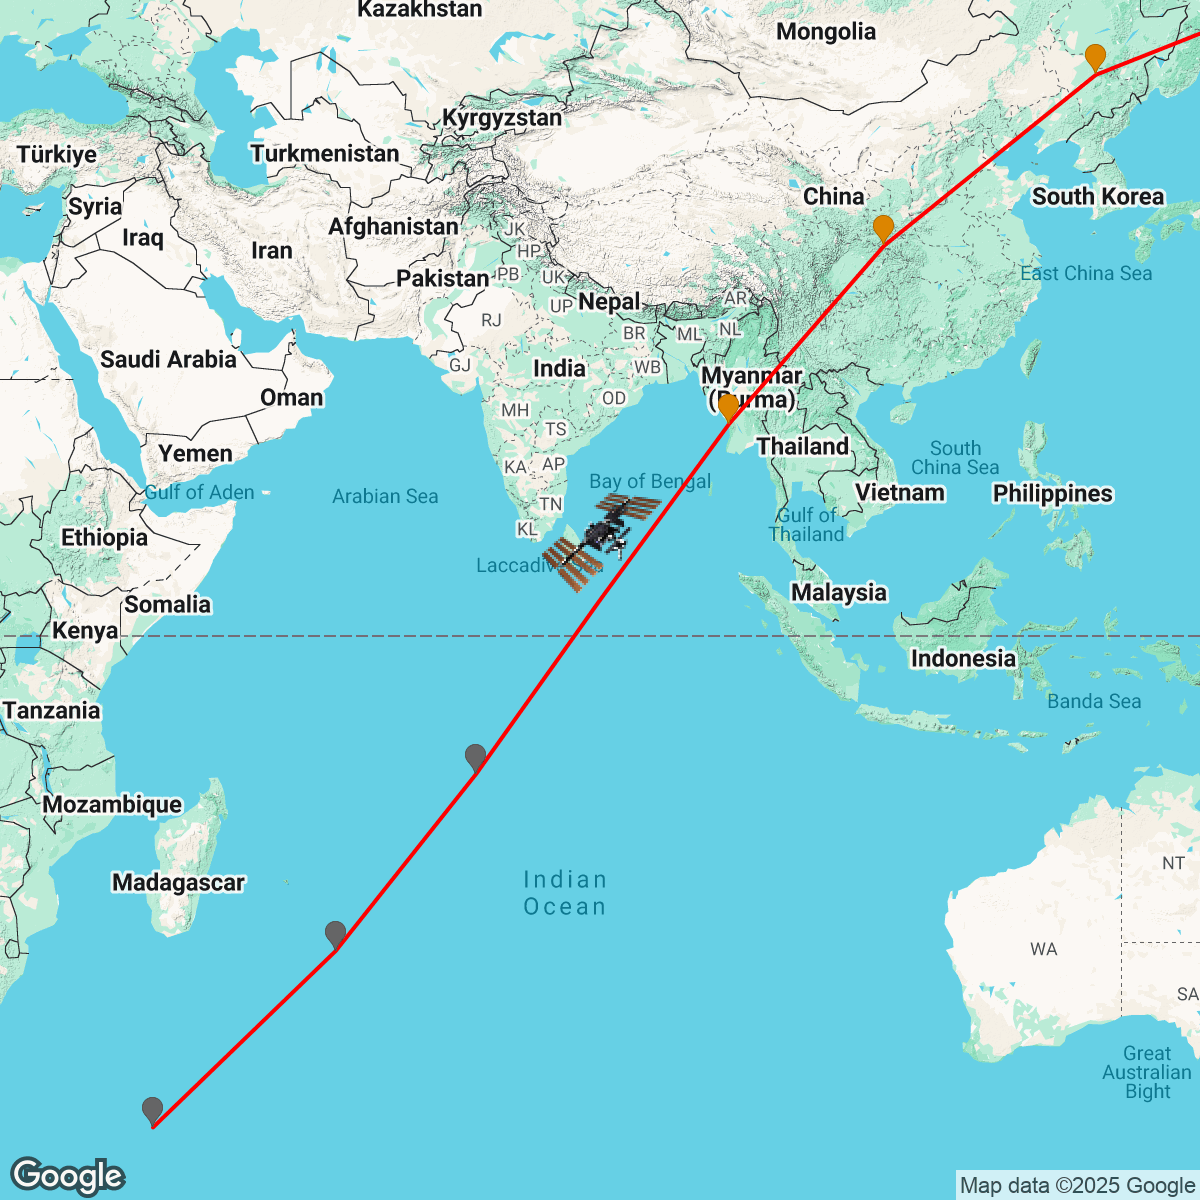 Kazakhstan
Mongolia
Kyrgyzstan
Türkiye
Turkmenistan
China
South Korea
Syria
Afghanistan
JK
Iraq
Iran
HP
Pakistan
PB
UK
East China Sea
Nepal
AR
UP
RJ
BR
ML
NL
Saudi Arabia
GJ
India
WB
Myanmar
(Burma)
Oman
OD
MH
TS
Yemen
Thailand
South
China Sea
KA
AP
Bay of Bengal
Gulf of Aden
Arabian Sea
Vietnam
Philippines
TN
Gulf of
Thailand
KL
Ethiopia
Laccadive Sea
Malaysia
Somalia
Kenya
Indonesia
Tanzania
Banda Sea
Mozambique
NT
Madagascar
Indian
Ocean
WA
SA
Great
Australian
Bight
Google
Map data ©2025 Google